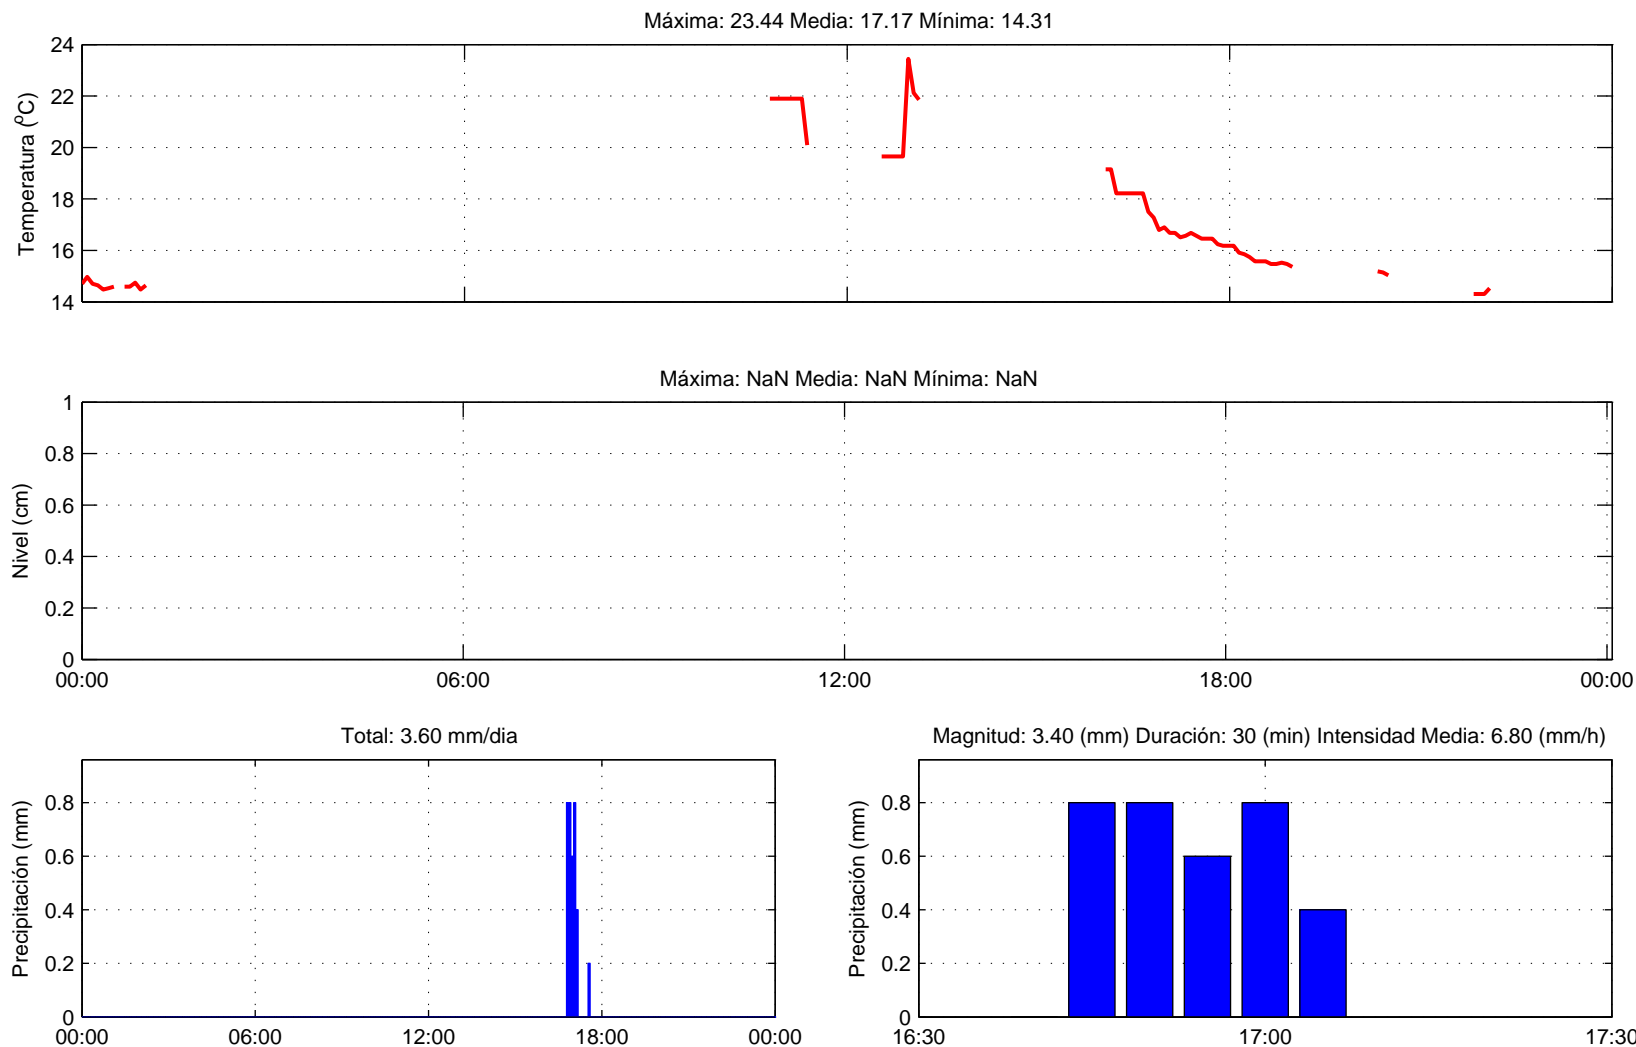 Máxima: 23.44 Media: 17.17 Mínima: 14.31
Temperatura (ºC)
24
22
20
18
16
14
Máxima: NaN Media: NaN Mínima: NaN
Nivel (cm)
1
0.8
0.6
0.4
0.2
0
00:00 06:00 12:00 18:00 00:00
Total: 3.60 mm/dia
Precipitación (mm)
0.8
0.6
0.4
0.2
0
00:00 06:00 12:00 18:00 00:00
Magnitud: 3.40 (mm) Duración: 30 (min) Intensidad Media: 6.80 (mm/h)
Precipitación (mm)
0.8
0.6
0.4
0.2
0
16:30 17:00 17:30